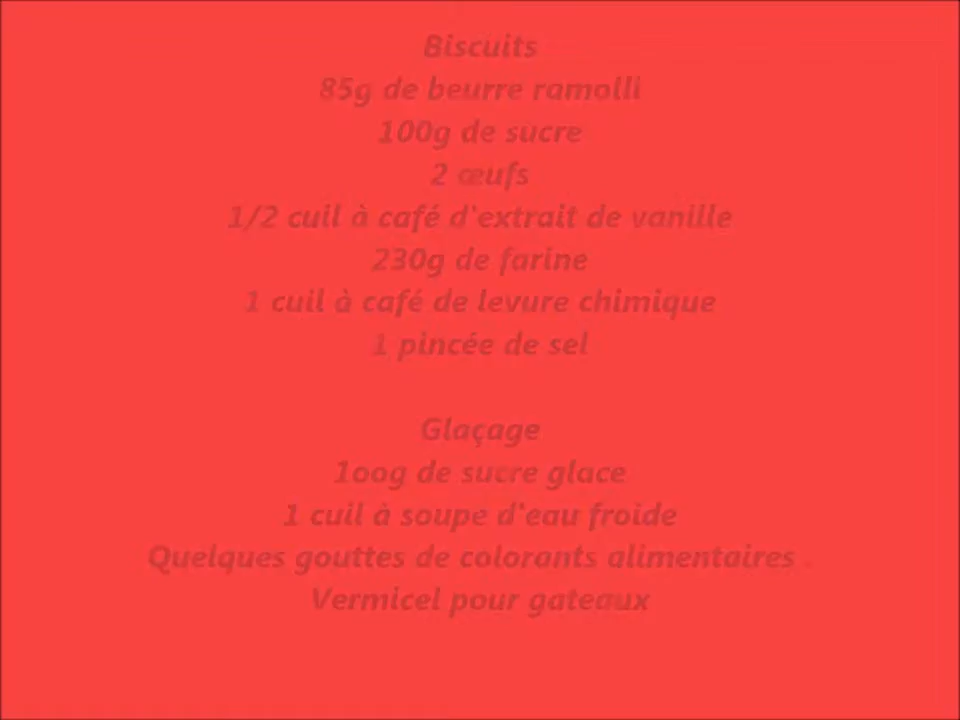 Biscuits
85g de beurre ramolli
100g de sucre
2 œufs
1/2 cuil à café d'extrait de vanille
230g de farine
1 cuil à café de levure chimique
1 pincée de sel
Glaçage
1oog de sucre glace
1 cuil à soupe d'eau froide
Quelques gouttes de colorants alimentaires .
Vermicel pour gateaux